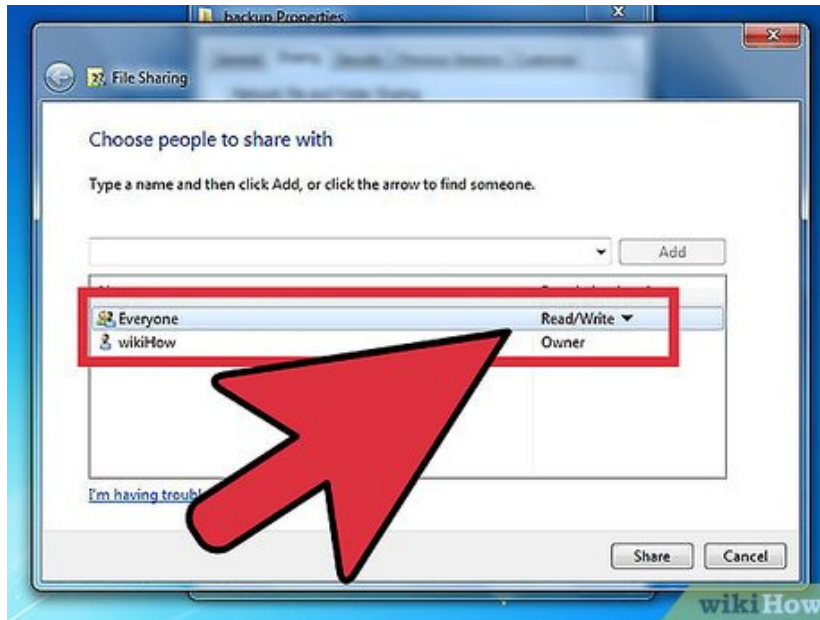 backup Properties
File Sharing
Choose people to share with
Type a name and then click Add, or click the arrow to find someone.
Add
Everyone Read/Write
wikiHow Owner
I'm having
Share Cancel
wikiHow